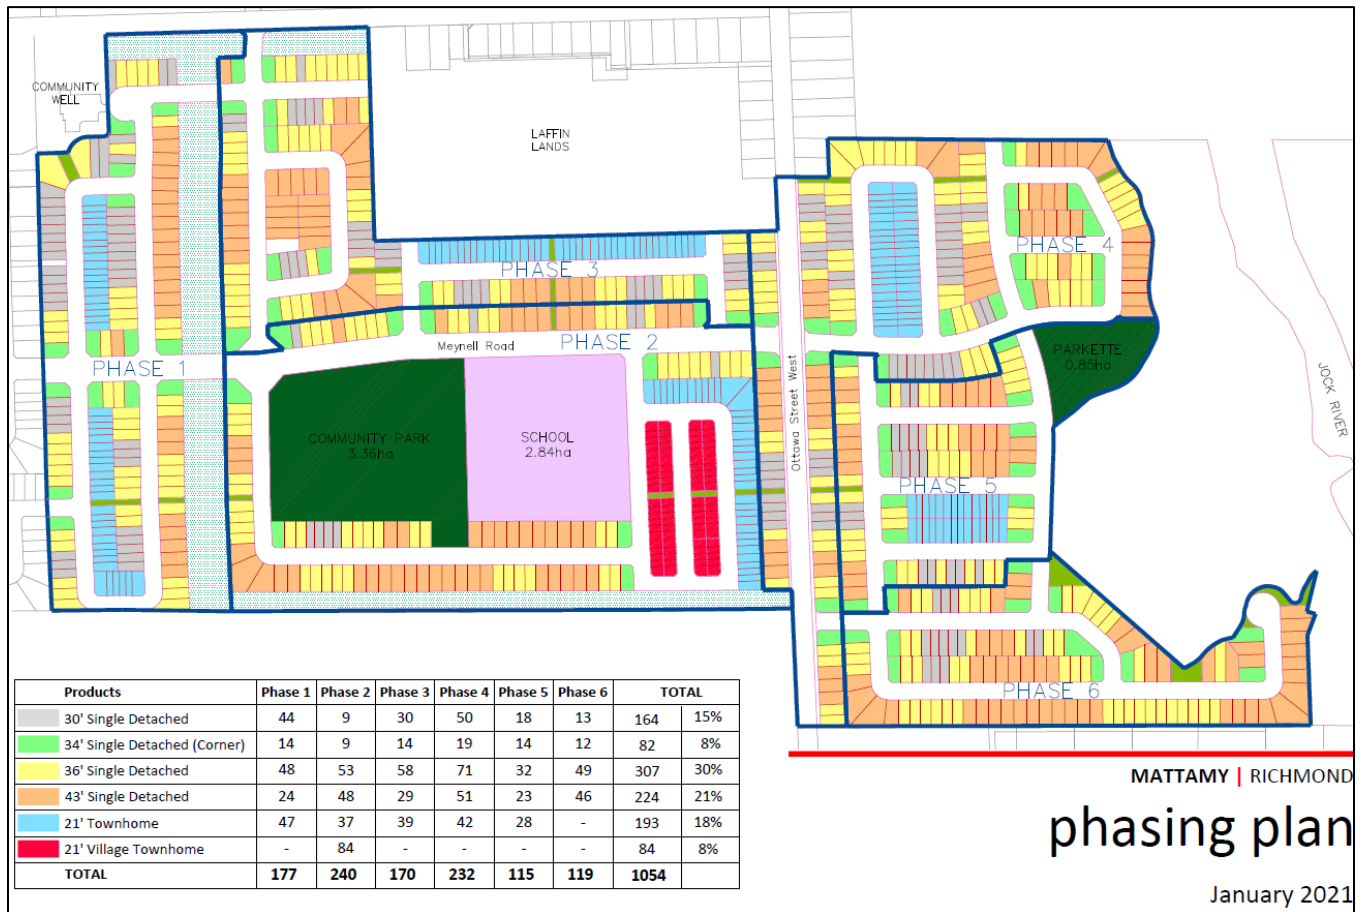 COMMUNITY
WELL
LAFFIN
LANDS
PHASE 4
PHASE 3
PHASE 2
Meynell Road
PHASE 1
PARKETTE
0.85ha
JOCK RIVER
Ottawa Street West
COMMUNITY PARK
3.36ha
SCHOOL
2.84ha
PHASE 5
PHASE 6
Products Phase 1 Phase 2 Phase 3 Phase 4 Phase 5 Phase 6 TOTAL
30' Single Detached 44 9 30 50 18 13 164 15%
34' Single Detached (Corner) 14 9 14 19 14 12 82 8%
36' Single Detached 48 53 58 71 32 49 307 30%
43' Single Detached 24 48 29 51 23 46 224 21%
21' Townhome 47 37 39 42 28 - 193 18%
21' Village Townhome - 84 - - - - 84 8%
TOTAL 177 240 170 232 115 119 1054
MATTAMY | RICHMOND
phasing plan
January 2021